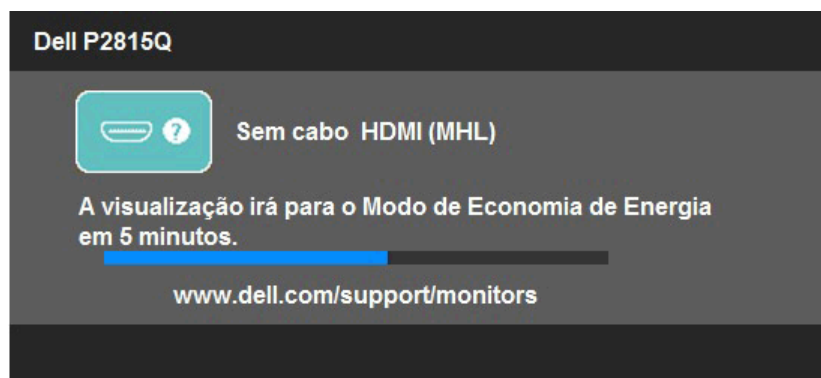 Dell P2815Q
?
Sem cabo HDMI (MHL)
A visualização irá para o Modo de Economia de Energia
em 5 minutos.
www.dell.com/support/monitors